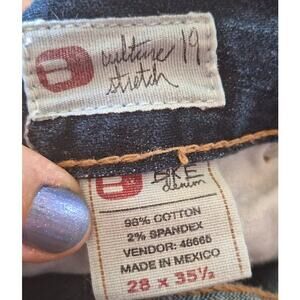 culture 19
stretch
BKE
denim
98% COTTON
2% SPANDEX
VENDOR: 48665
MADE IN MEXICO
28 x 35½